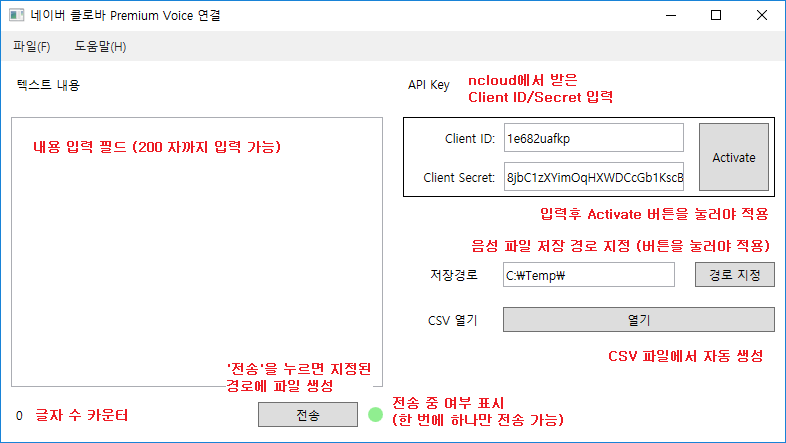 네이버 클로바 Premium Voice 연결
파일(F) 도움말(H)
텍스트 내용
API Key
ncloud에서 받은
Client ID/Secret 입력
내용 입력 필드 (200 자까지 입력 가능)
Client ID:
1e682uafkp
Activate
Client Secret:
8jbC1zXYimOqHXWDCcGb1KscB
입력후 Activate 버튼을 눌러야 적용
음성 파일 저장 경로 지정 (버튼을 눌러야 적용)
저장경로
C:\Temp\
경로 지정
CSV 열기
열기
CSV 파일에서 자동 생성
'전송'을 누르면 지정된
경로에 파일 생성
0
글자 수 카운터
전송
전송 중 여부 표시
(한 번에 하나만 전송 가능)